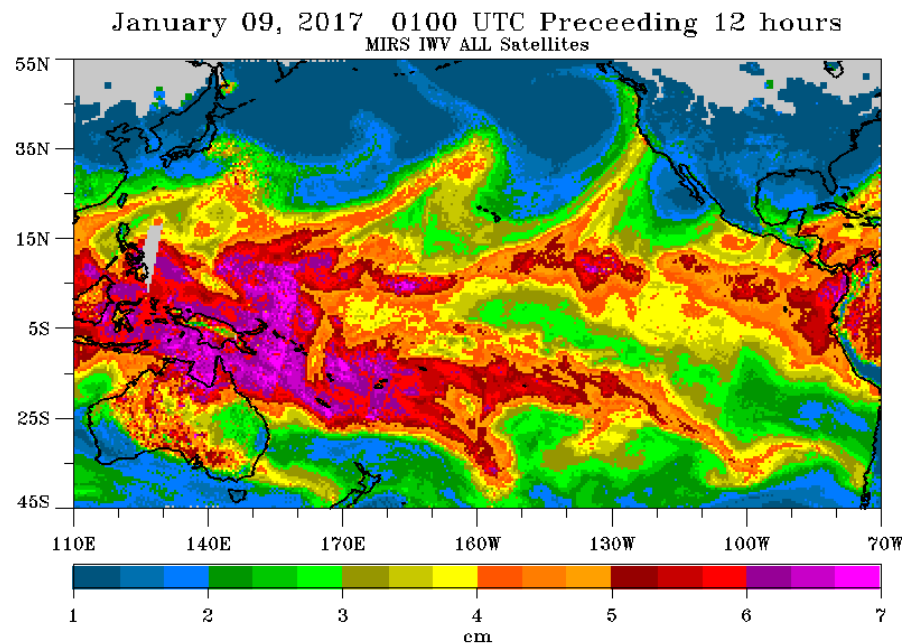 January 09, 2017 0100 UTC Preceeding 12 hours
MIRS IWV ALL Satellites
55N
35N
15N
5S
25S
45S
110E 140E 170E 160W 130W 100W 70W
1 2 3 4 5 6 7
cm